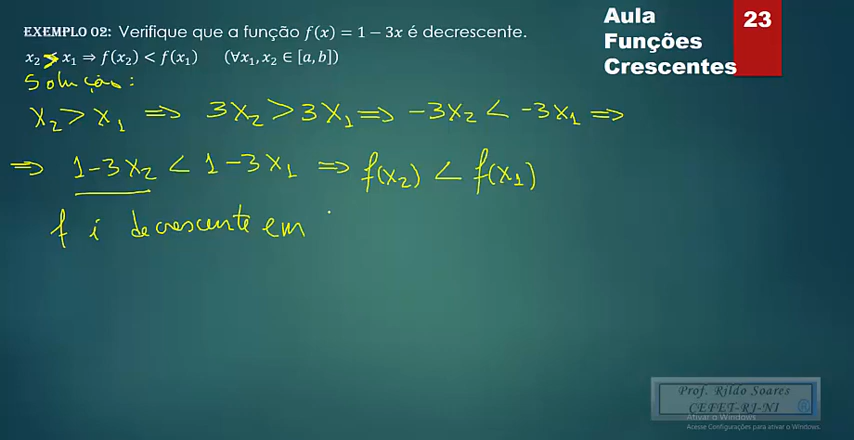 EXEMPLO 02: Verifique que a função f(x) = 1 − 3x é decrescente.
x₂ > x₁ ⇒ f(x₂) < f(x₁) (∀x₁, x₂ ∈ [a, b])
Solução:
x₂ > x₁ ⇒ 3x₂ > 3x₁ ⇒ -3x₂ < -3x₁ ⇒
⇒ 1-3x₂ < 1-3x₁ ⇒ f(x₂) < f(x₁)
f é decrescente em
Aula
Funções
Crescentes
23
Prof. Rildo Soares
CEFET-RJ-NI
Ativar o Windows
Acesse Configurações para ativar o Windows.